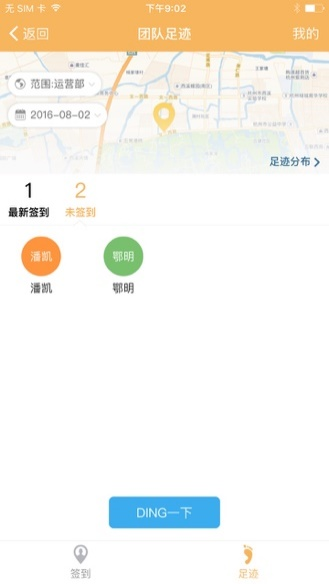 无 SIM 卡
下午9:02
返回
团队足迹
我的
范围:运营部
2016-08-02
足迹分布
1
2
最新签到
未签到
潘凯
鄂明
潘凯
鄂明
DING一下
签到
足迹